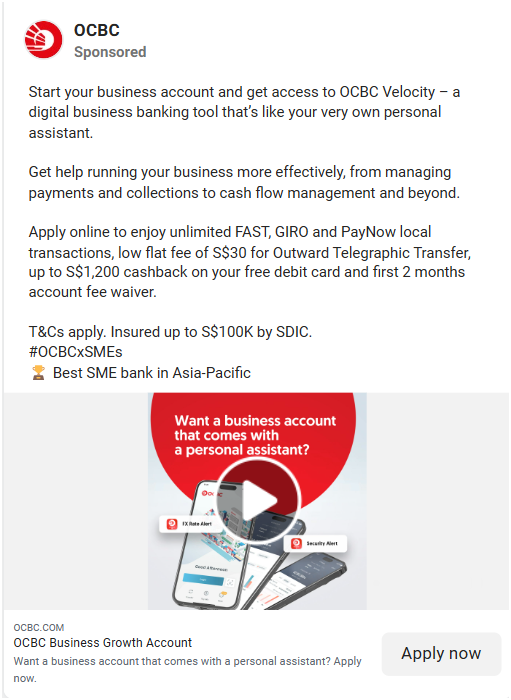 OCBC
Sponsored
Start your business account and get access to OCBC Velocity – a
digital business banking tool that's like your very own personal
assistant.
Get help running your business more effectively, from managing
payments and collections to cash flow management and beyond.
Apply online to enjoy unlimited FAST, GIRO and PayNow local
transactions, low flat fee of S$30 for Outward Telegraphic Transfer,
up to S$1,200 cashback on your free debit card and first 2 months
account fee waiver.
T&Cs apply. Insured up to S$100K by SDIC.
#OCBCxSMEs
🏆 Best SME bank in Asia-Pacific
Want a business account
that comes with
a personal assistant?
OCBC
FX Rate Alert
Security Alert
Good Afternoon
OCBC.COM
OCBC Business Growth Account
Want a business account that comes with a personal assistant? Apply
now.
Apply now